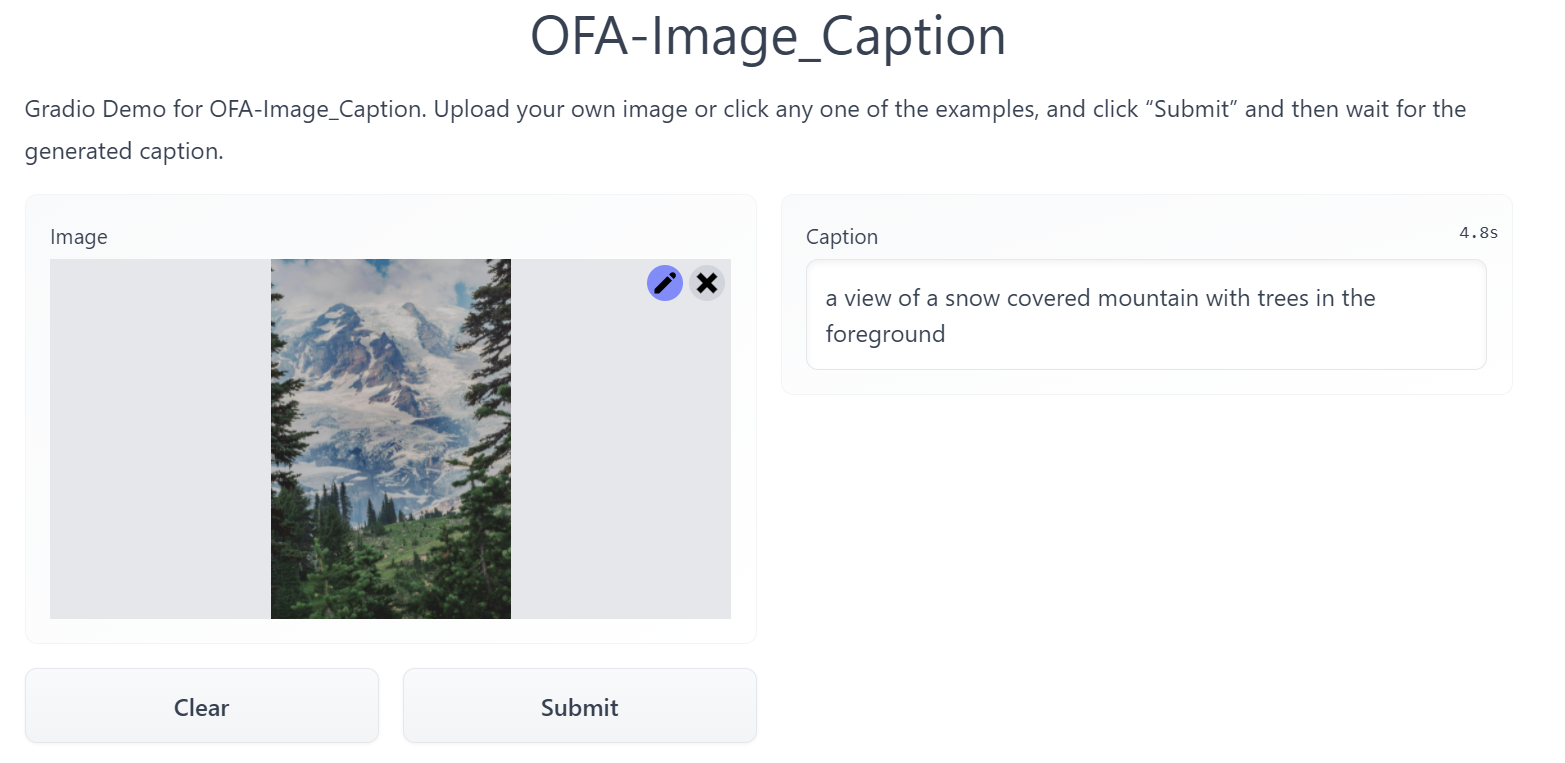 OFA-Image_Caption
Gradio Demo for OFA-Image_Caption. Upload your own image or click any one of the examples, and click “Submit” and then wait for the
generated caption.
Image
Caption
4.8s
a view of a snow covered mountain with trees in the
foreground
Clear
Submit